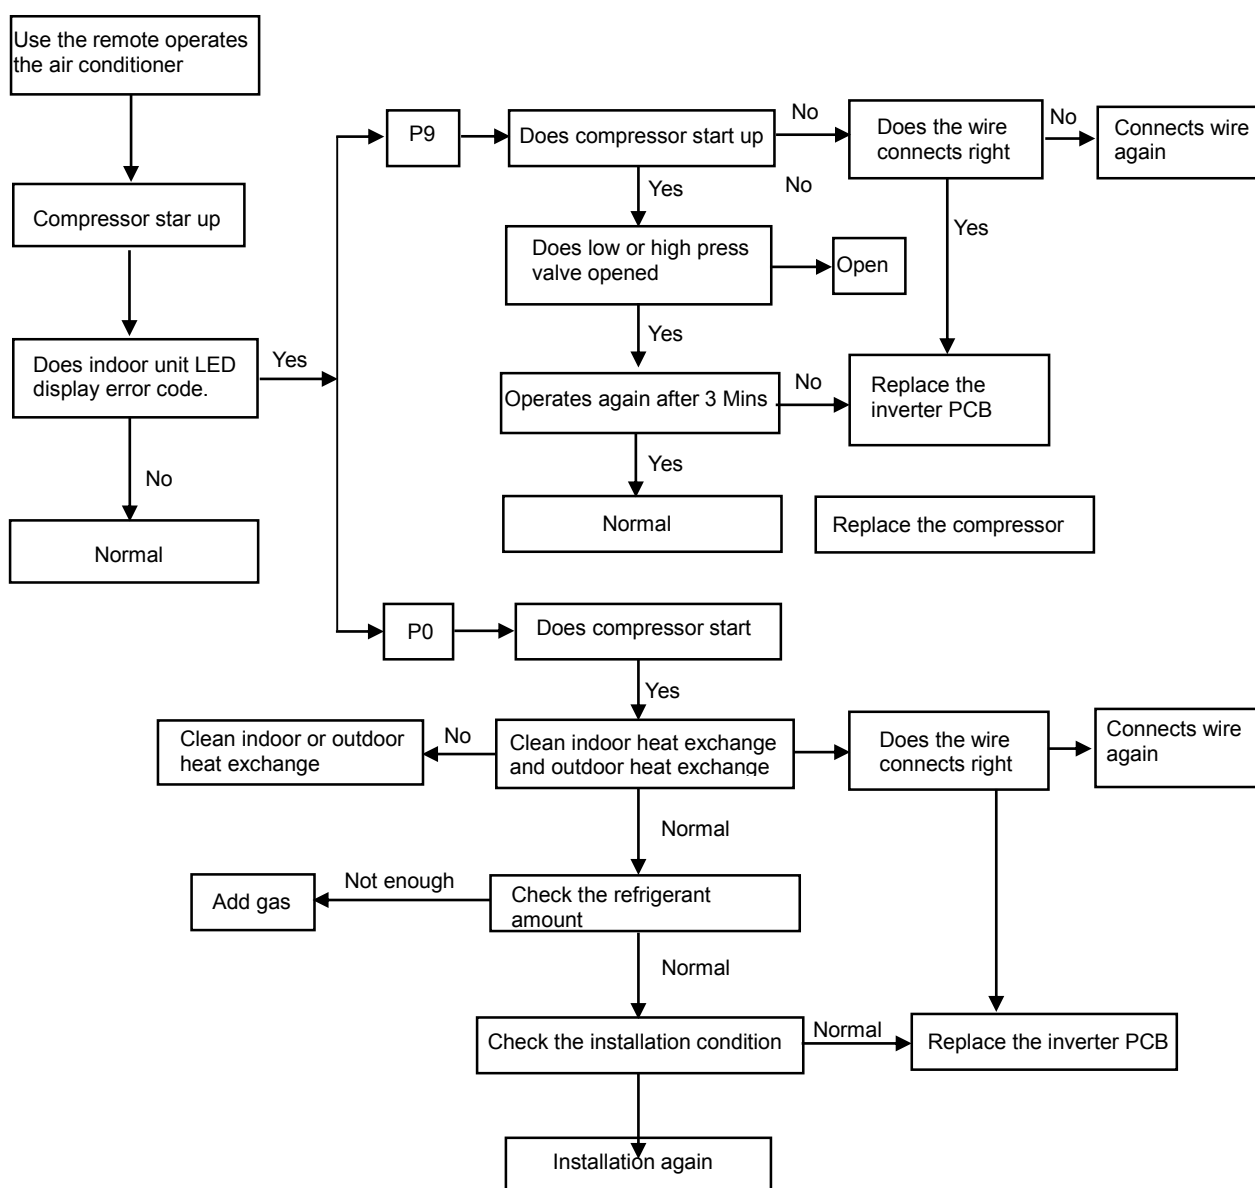 Use the remote operates
the air conditioner
Compressor star up
Does indoor unit LED
display error code.
Yes
No
Normal
P9
Does compressor start up
No
Does the wire
connects right
No
Connects wire
again
Yes
No
Yes
Does low or high press
valve opened
Open
Yes
Operates again after 3 Mins
No
Replace the
inverter PCB
Yes
Normal
Replace the compressor
P0
Does compressor start
Yes
Clean indoor or outdoor
heat exchange
No
Clean indoor heat exchange
and outdoor heat exchange
Does the wire
connects right
Connects wire
again
Normal
Add gas
Not enough
Check the refrigerant
amount
Normal
Check the installation condition
Normal
Replace the inverter PCB
Installation again